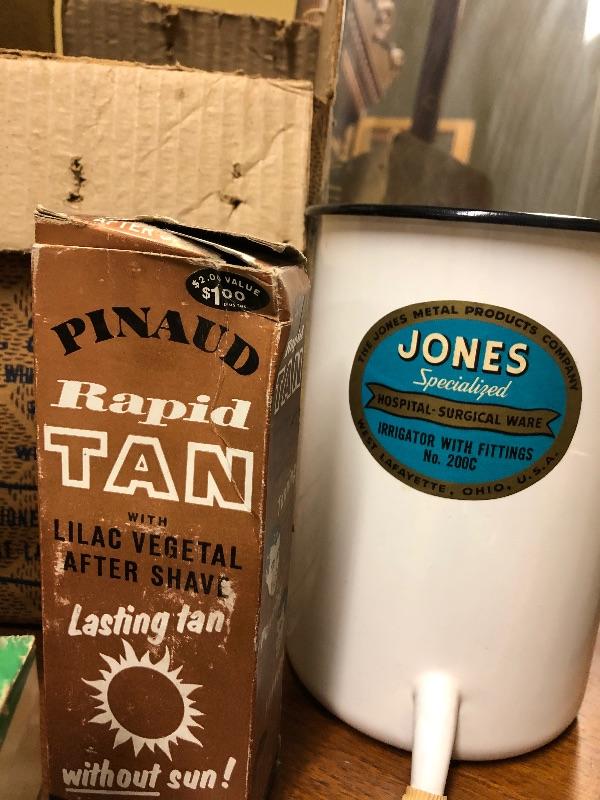 AFTER
$2.00 VALUE
$1.00
PINAUD
Rapid
TAN
WITH
LILAC VEGETAL
AFTER SHAVE
Lasting tan
without sun!
THE JONES METAL PRODUCTS COMPANY
JONES
Specialized
HOSPITAL-SURGICAL WARE
IRRIGATOR WITH FITTINGS
No. 200C
WEST LAFAYETTE, OHIO, U.S.A.